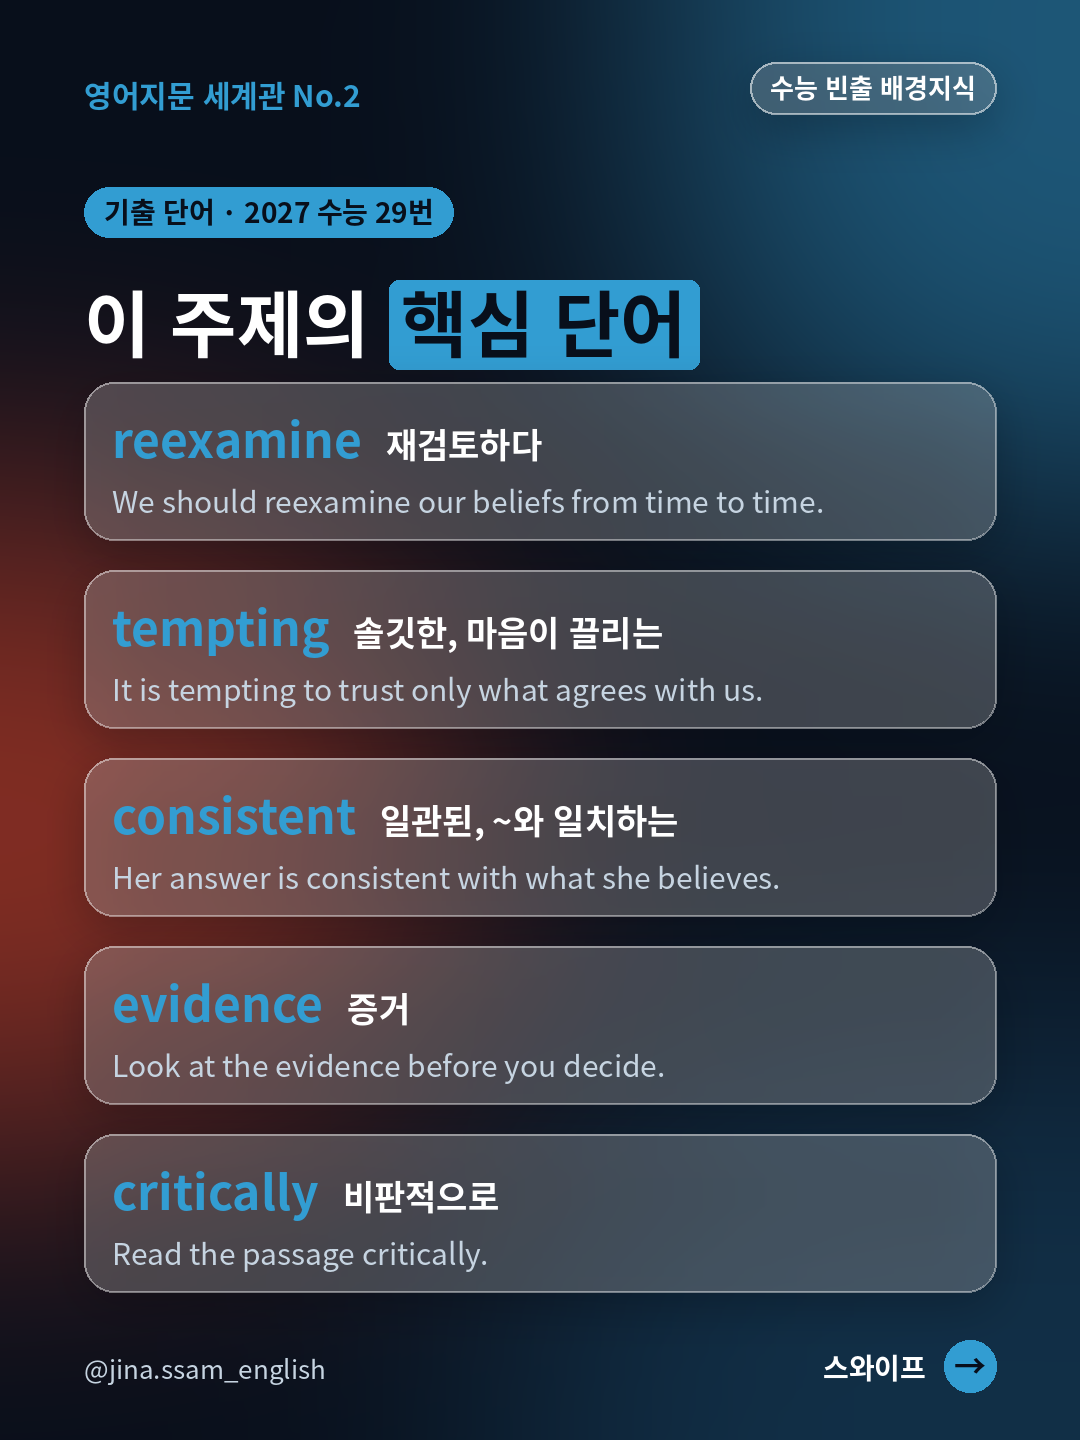 영어지문 세계관 No.2
수능 빈출 배경지식
기출 단어 · 2027 수능 29번
이 주제의 핵심 단어
reexamine 재검토하다
We should reexamine our beliefs from time to time.
tempting 솔깃한, 마음이 끌리는
It is tempting to trust only what agrees with us.
consistent 일관된, ~와 일치하는
Her answer is consistent with what she believes.
evidence 증거
Look at the evidence before you decide.
critically 비판적으로
Read the passage critically.
@jina.ssam_english
스와이프 →